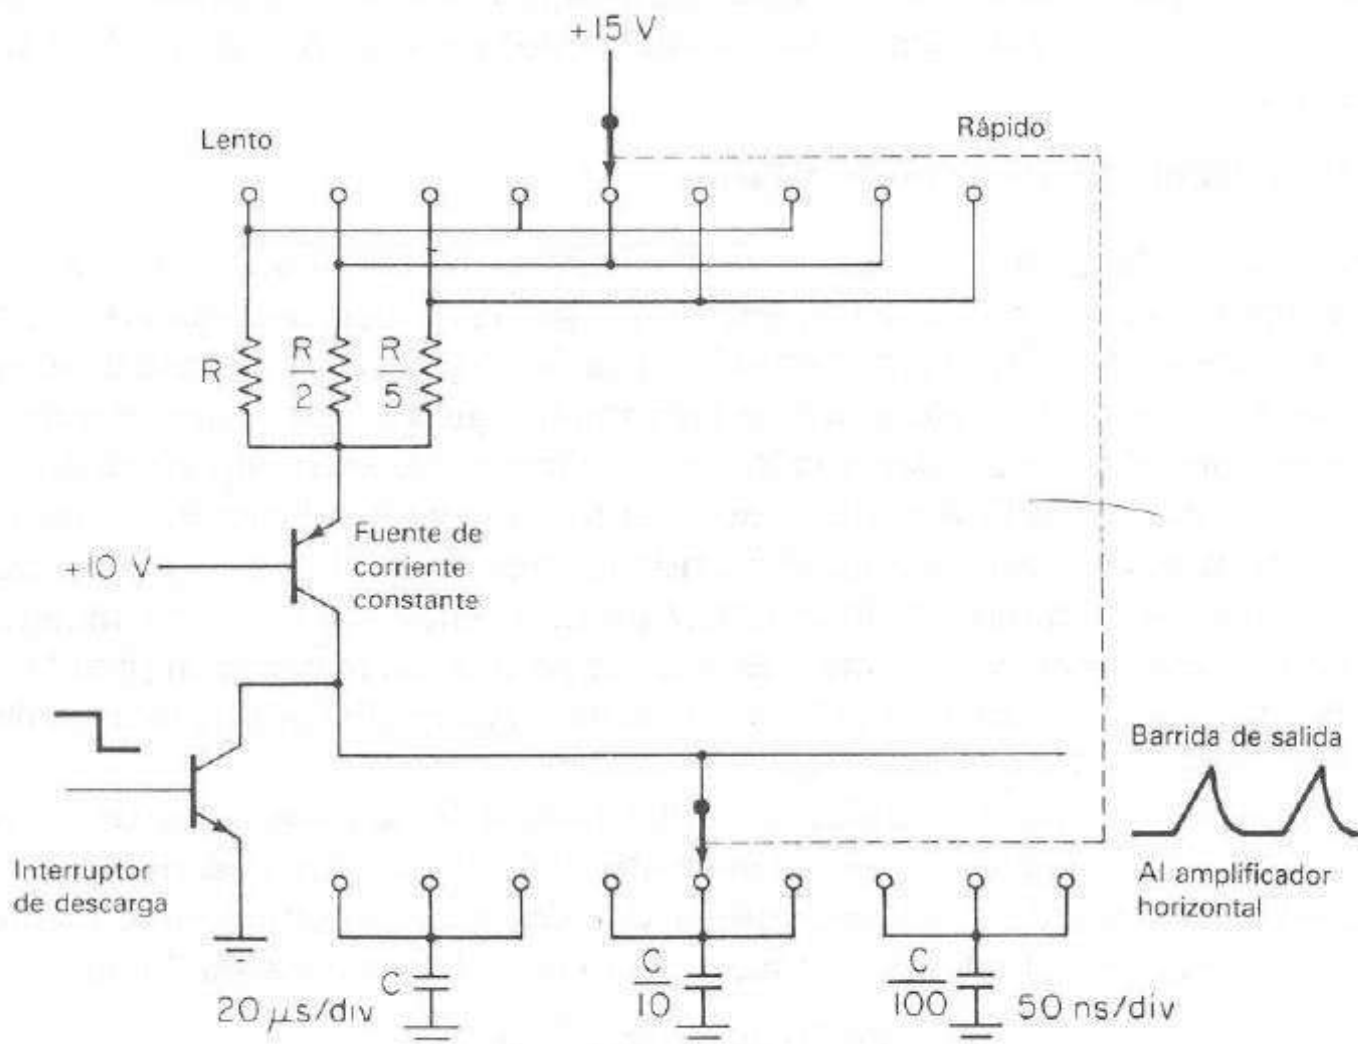 +15 V
Lento
Rápido
R
R
2
R
5
Fuente de
corriente
constante
+10 V
Barrida de salida
Interruptor
de descarga
Al amplificador
horizontal
C
20 µs/div
C
10
C
100
50 ns/div